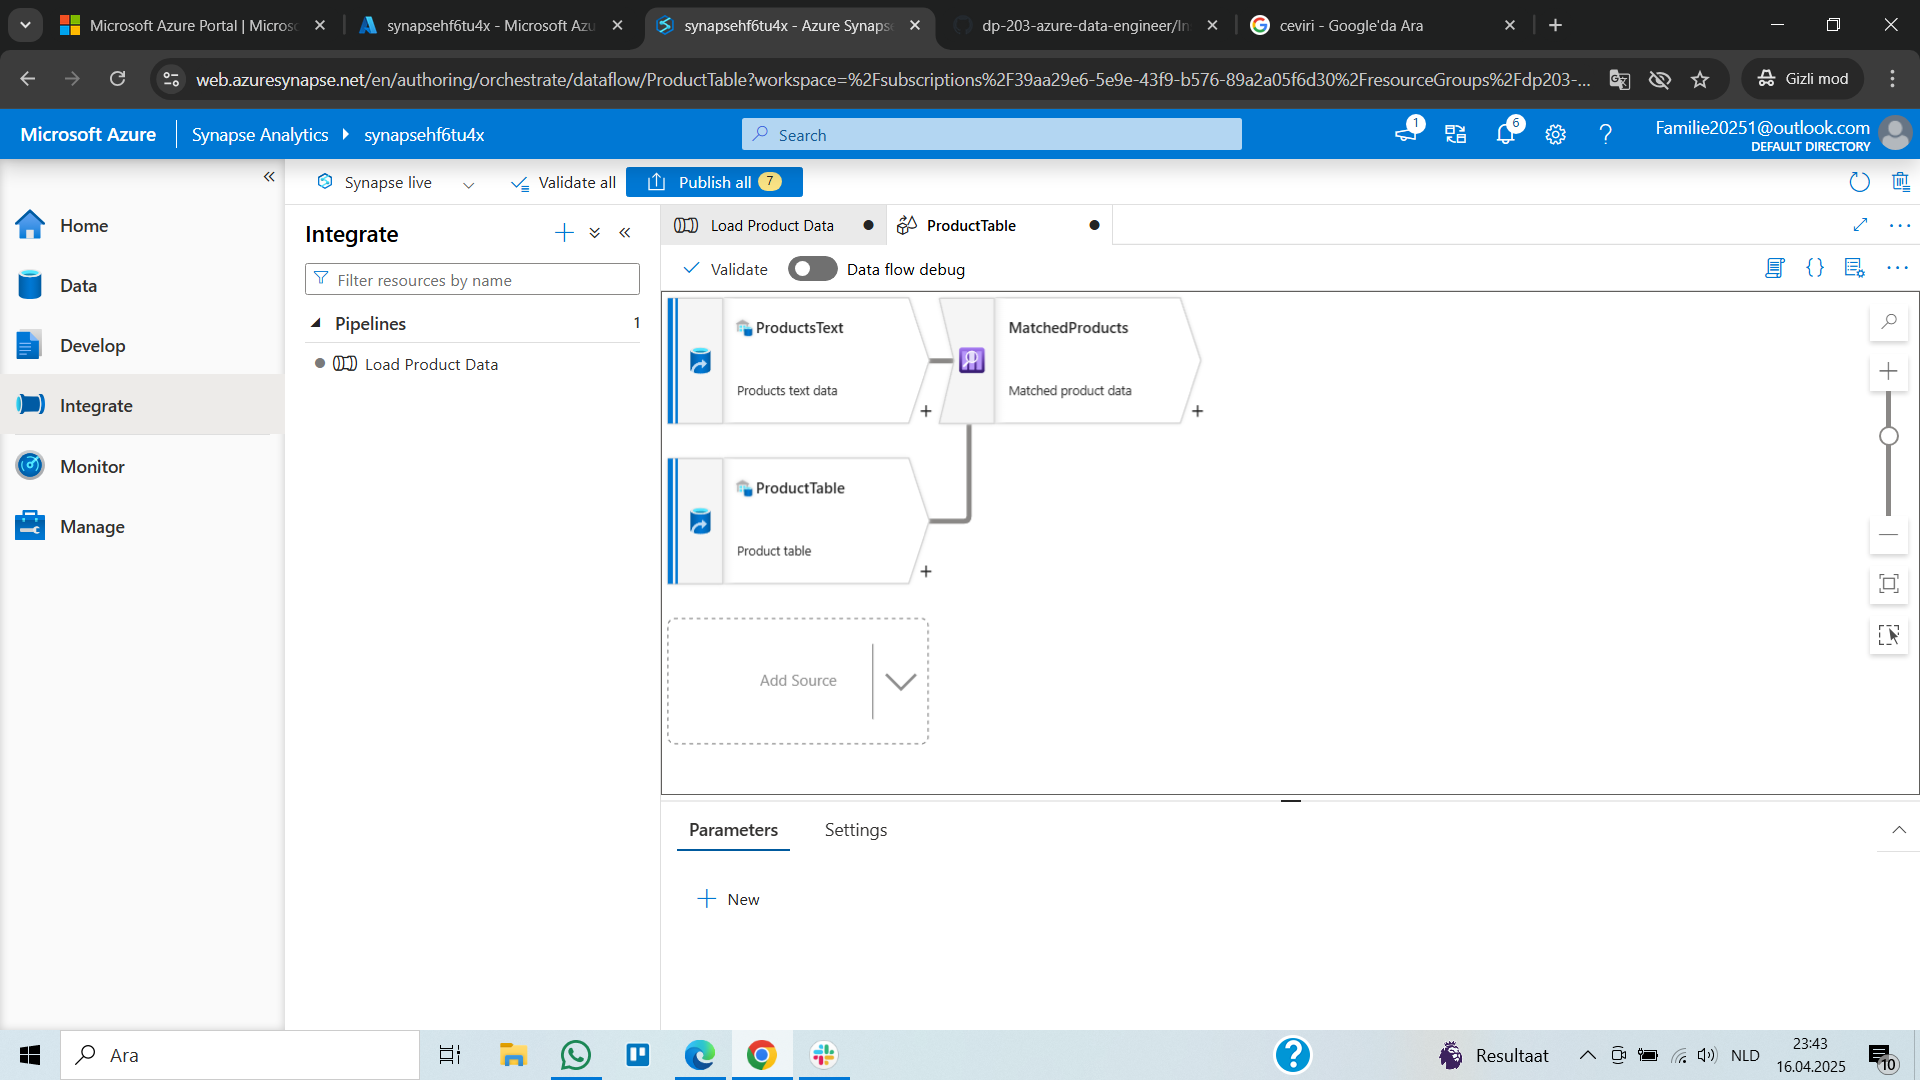 Microsoft Azure Portal | Microso
synapsehf6tu4x - Microsoft Azu
synapsehf6tu4x - Azure Synapse
dp-203-azure-data-engineer/In
ceviri - Google'da Ara
web.azuresynapse.net/en/authoring/orchestrate/dataflow/ProductTable?workspace=%2Fsubscriptions%2F39aa29e6-5e9e-43f9-b576-89a2a05f6d30%2FresourceGroups%2Fdp203-...
Gizli mod
Microsoft Azure
Synapse Analytics
synapsehf6tu4x
Search
1
6
?
Familie20251@outlook.com
DEFAULT DIRECTORY
Home
Data
Develop
Integrate
Monitor
Manage
Synapse live
Validate all
Publish all 7
Integrate
Filter resources by name
Pipelines 1
Load Product Data
Load Product Data
ProductTable
Validate
Data flow debug
ProductsText
Products text data
MatchedProducts
Matched product data
ProductTable
Product table
Add Source
Parameters
Settings
New
Ara
?
Resultaat
NLD
23:43
16.04.2025
10